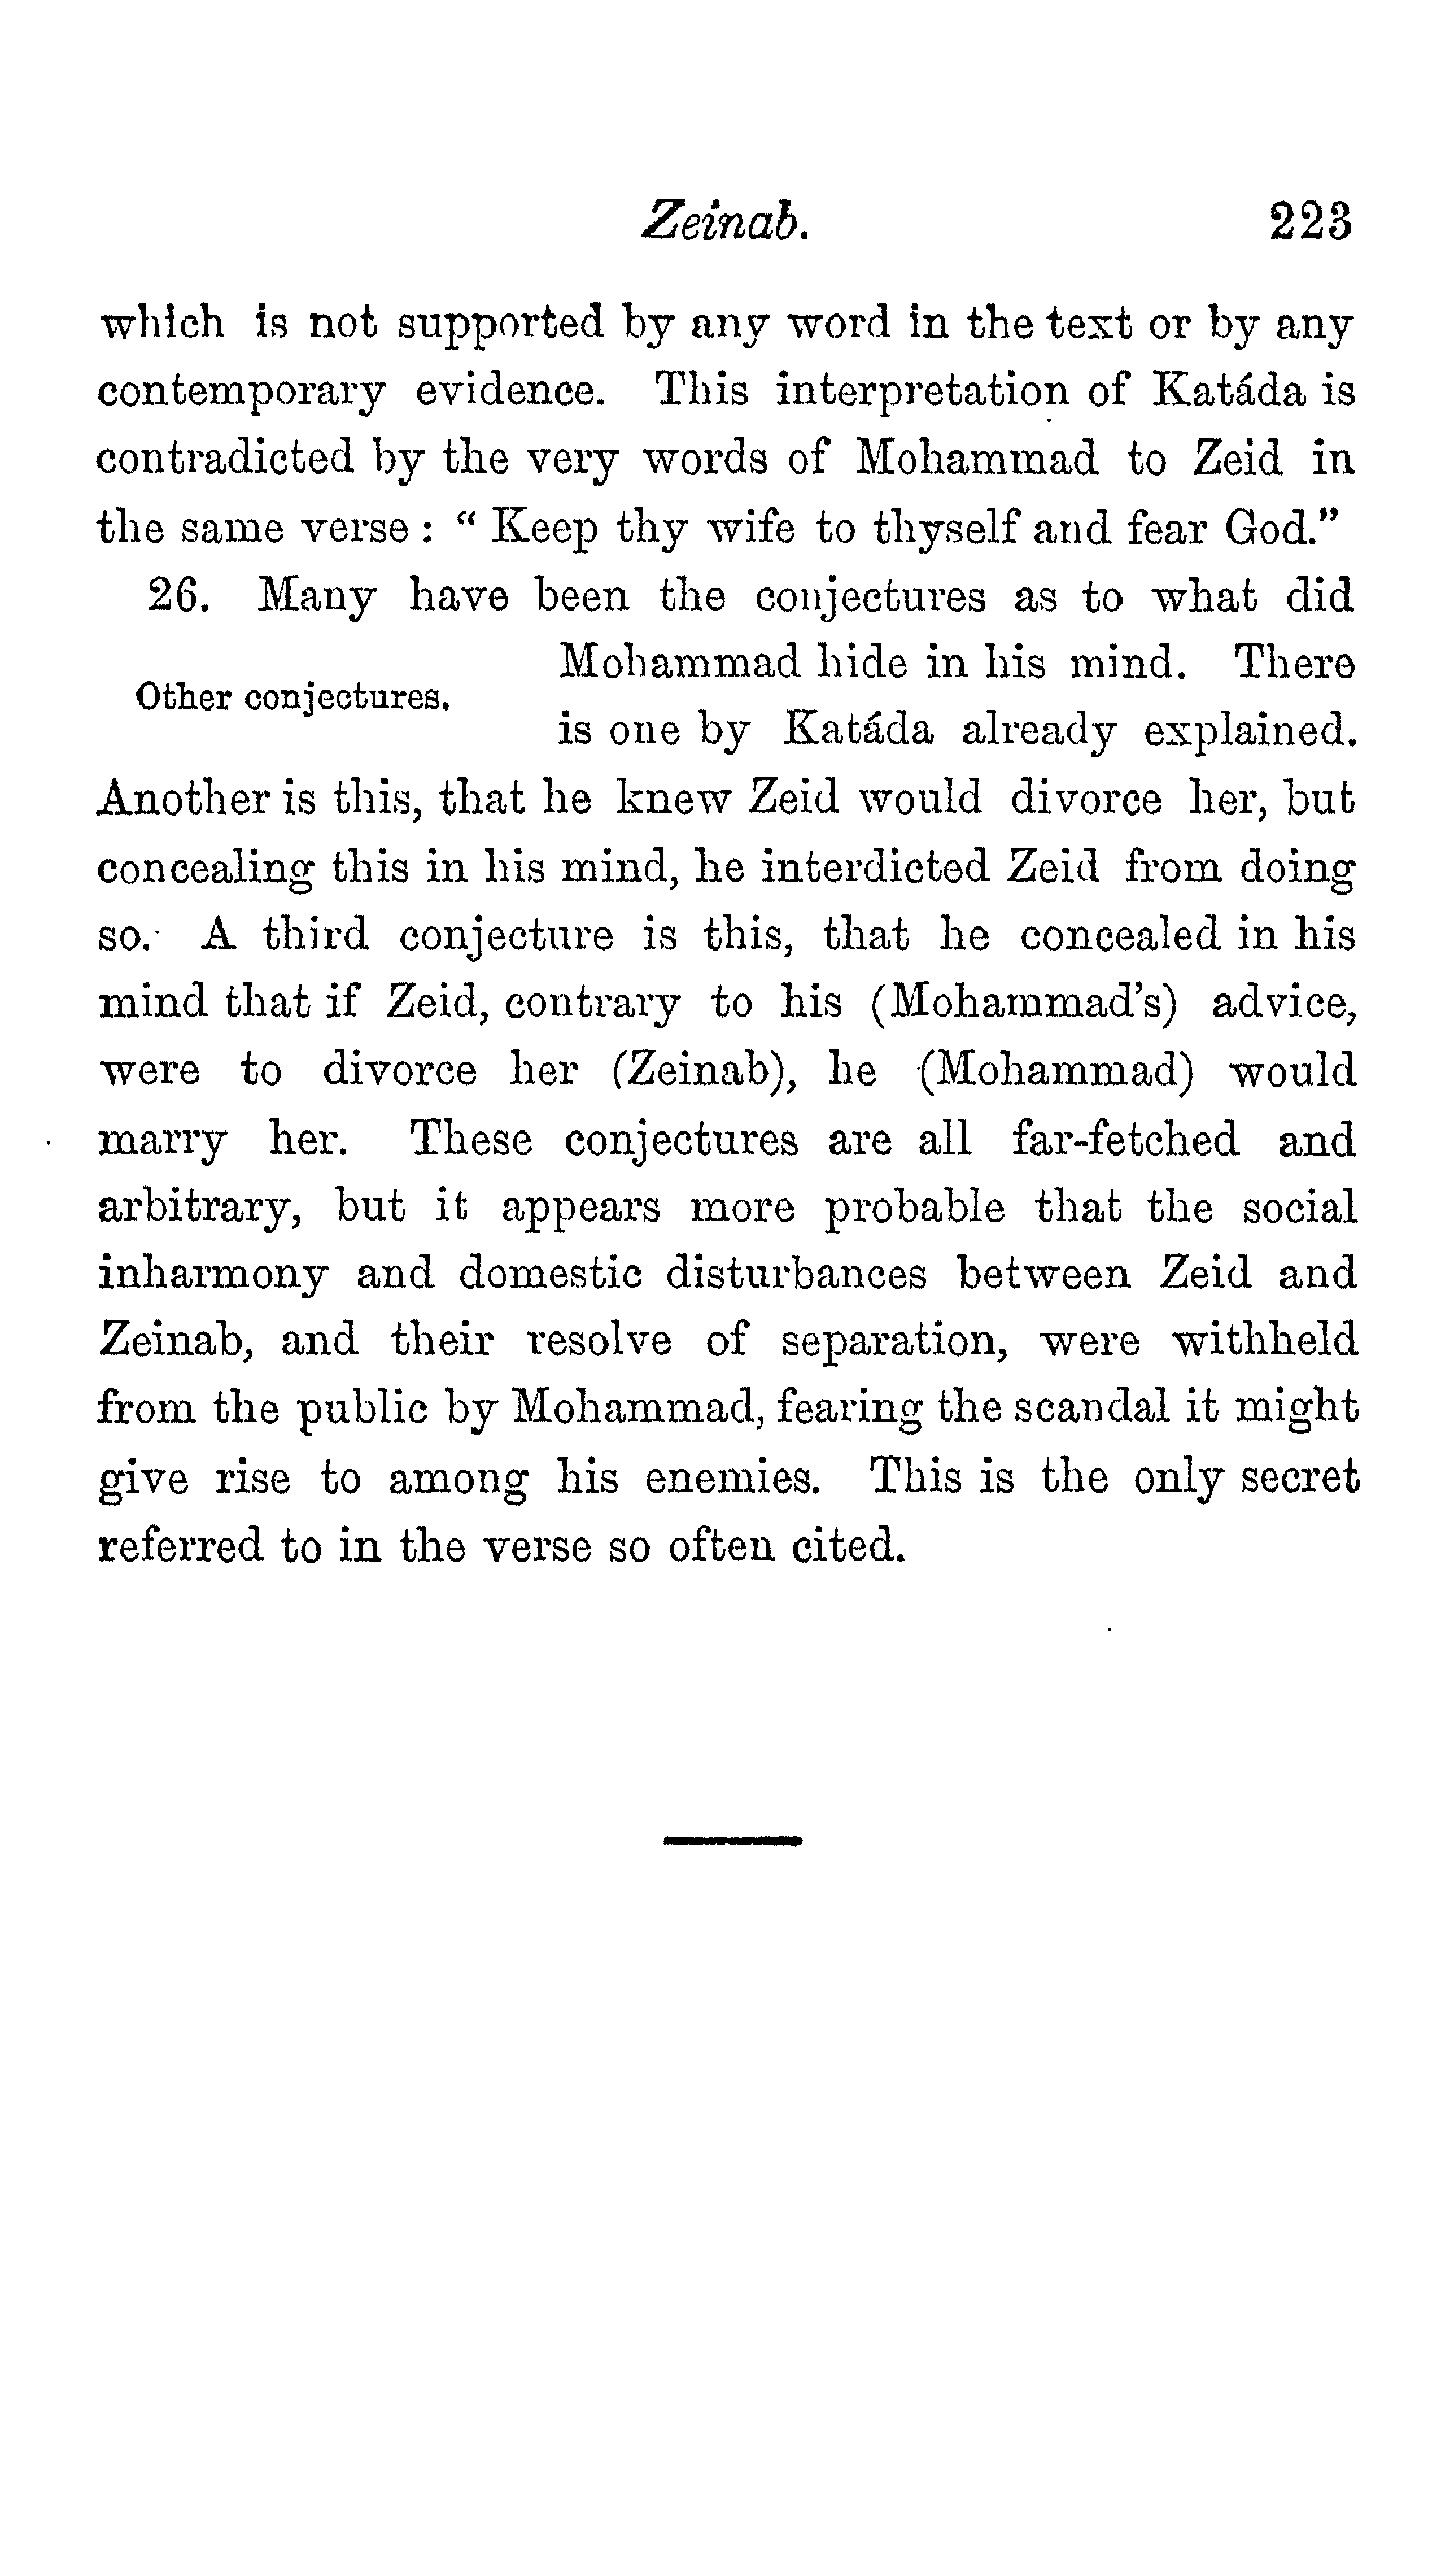 Zeinab. 223
which is not supported by any word in the text or by any
contemporary evidence. This interpretation of Katáda is
contradicted by the very words of Mohammad to Zeid in
the same verse : “ Keep thy wife to thyself and fear God.”
26. Many have been the conjectures as to what did
Other conjectures.
Mohammad hide in his mind. There
is one by Katáda already explained.
Another is this, that he knew Zeid would divorce her, but
concealing this in his mind, he interdicted Zeid from doing
so. A third conjecture is this, that he concealed in his
mind that if Zeid, contrary to his (Mohammad’s) advice,
were to divorce her (Zeinab), he (Mohammad) would
marry her. These conjectures are all far-fetched and
arbitrary, but it appears more probable that the social
inharmony and domestic disturbances between Zeid and
Zeinab, and their resolve of separation, were withheld
from the public by Mohammad, fearing the scandal it might
give rise to among his enemies. This is the only secret
referred to in the verse so often cited.